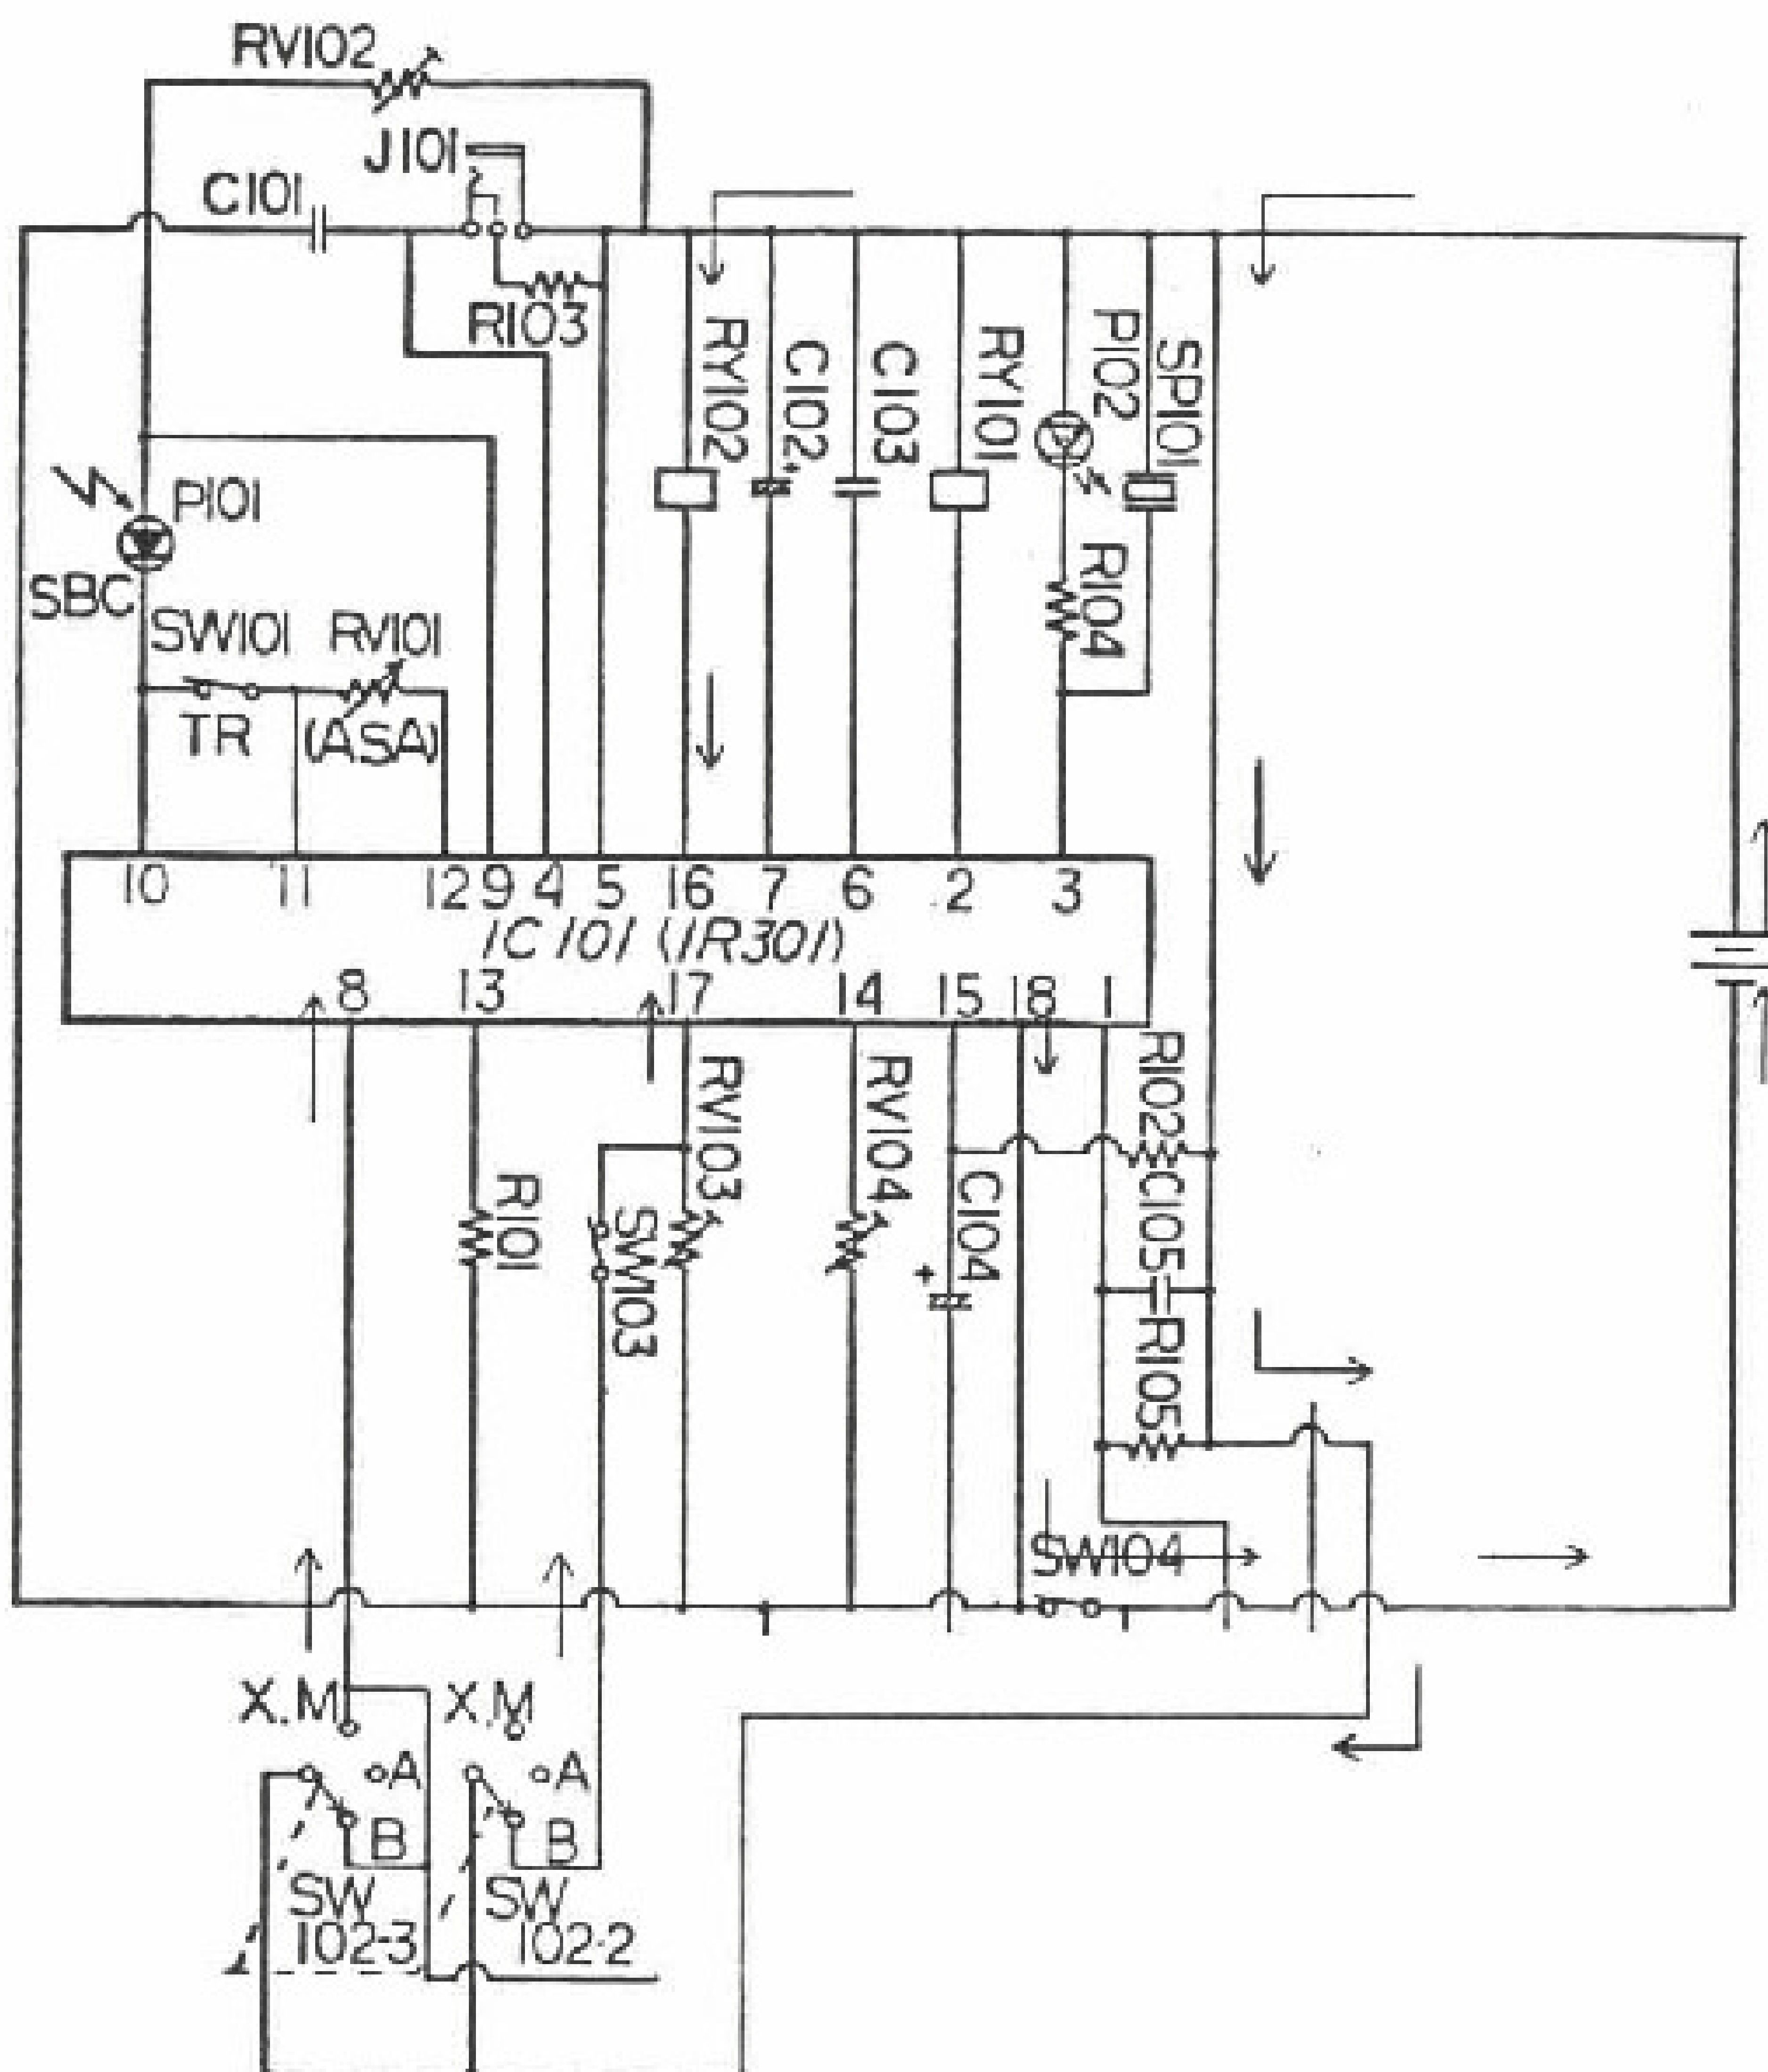 RV102
J101
C101
R103
RY102
C102
+
C103
RY101
P102
SP101
P101
SBC
SW101 RV101
TR (ASA)
R104
10 11 12 9 4 5 16 7 6 2 3
IC101 (IR301)
8 13 17 14 15 18 1
R102
RV103
RV104
C104
+
C105
R101
SW103
R105
SW104
X.M X.M
A A
B B
SW SW
102-3 102-2